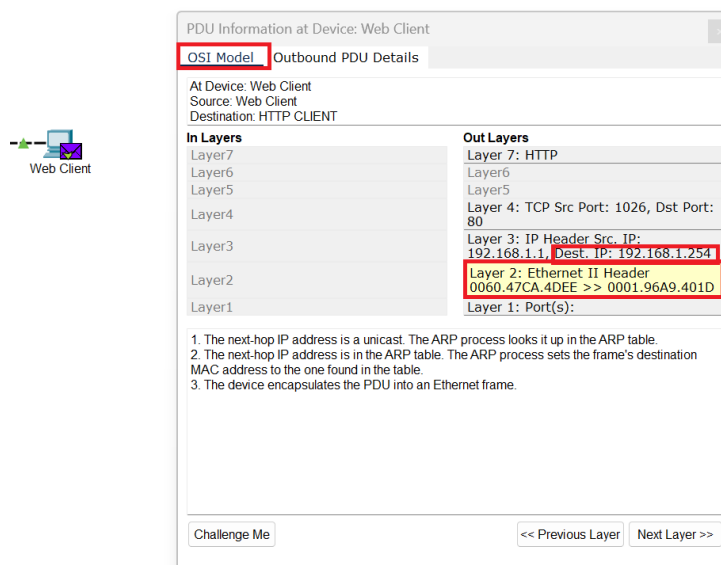 PDU Information at Device: Web Client
OSI Model Outbound PDU Details
At Device: Web Client
Source: Web Client
Destination: HTTP CLIENT
In Layers
Layer7
Layer6
Layer5
Layer4
Layer3
Layer2
Layer1
Out Layers
Layer 7: HTTP
Layer6
Layer5
Layer 4: TCP Src Port: 1026, Dst Port:
80
Layer 3: IP Header Src. IP:
192.168.1.1, Dest. IP: 192.168.1.254
Layer 2: Ethernet II Header
0060.47CA.4DEE >> 0001.96A9.401D
Layer 1: Port(s):
1. The next-hop IP address is a unicast. The ARP process looks it up in the ARP table.
2. The next-hop IP address is in the ARP table. The ARP process sets the frame's destination
MAC address to the one found in the table.
3. The device encapsulates the PDU into an Ethernet frame.
Challenge Me
<< Previous Layer
Next Layer >>
Web Client